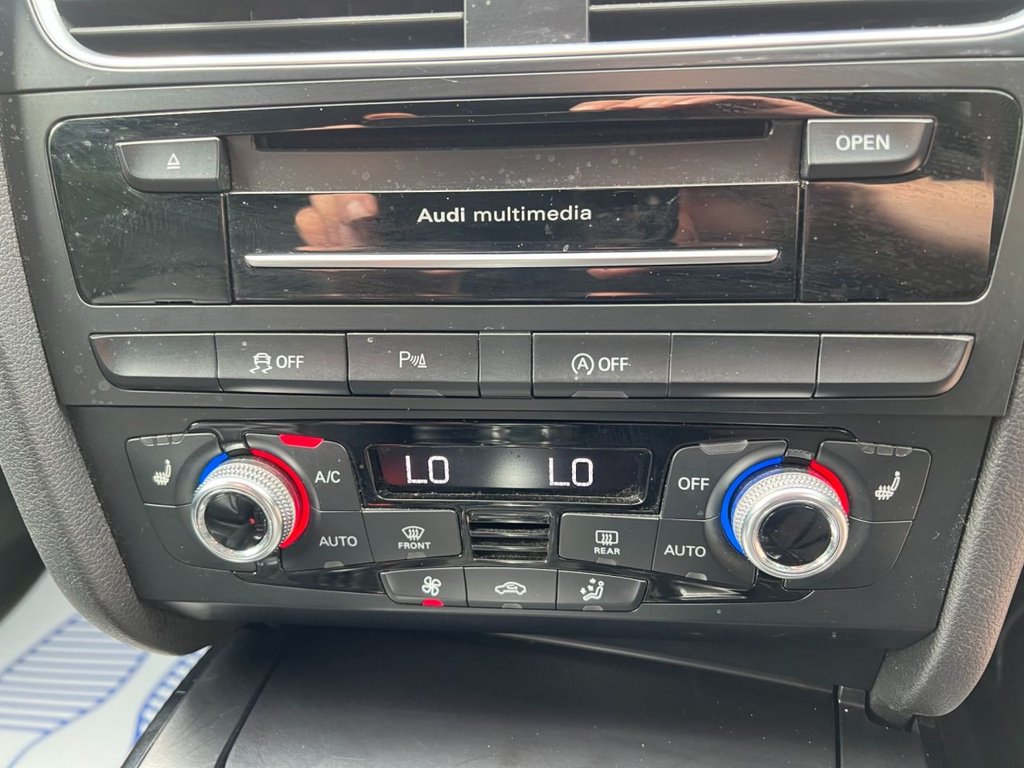 OPEN
Audi multimedia
OFF P OFF
LO LO
A/C OFF
AUTO FRONT REAR AUTO